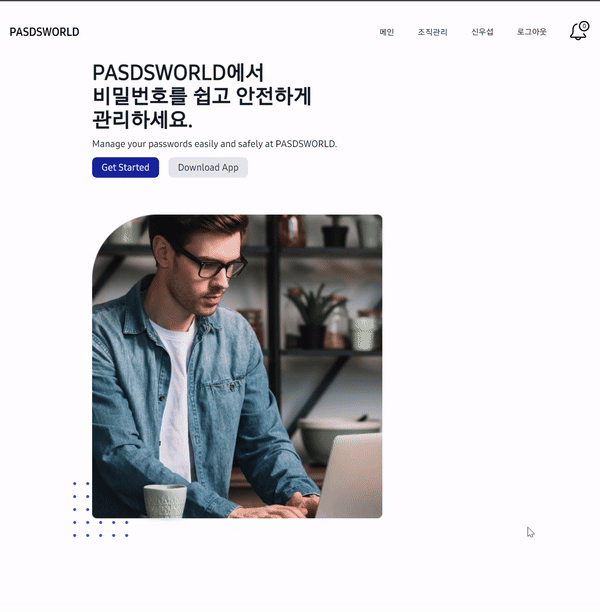 PASDSWORLD
메인 조직관리 신우섭 로그아웃 0
PASDSWORLD에서
비밀번호를 쉽고 안전하게
관리하세요.
Manage your passwords easily and safely at PASDSWORLD.
Get Started Download App